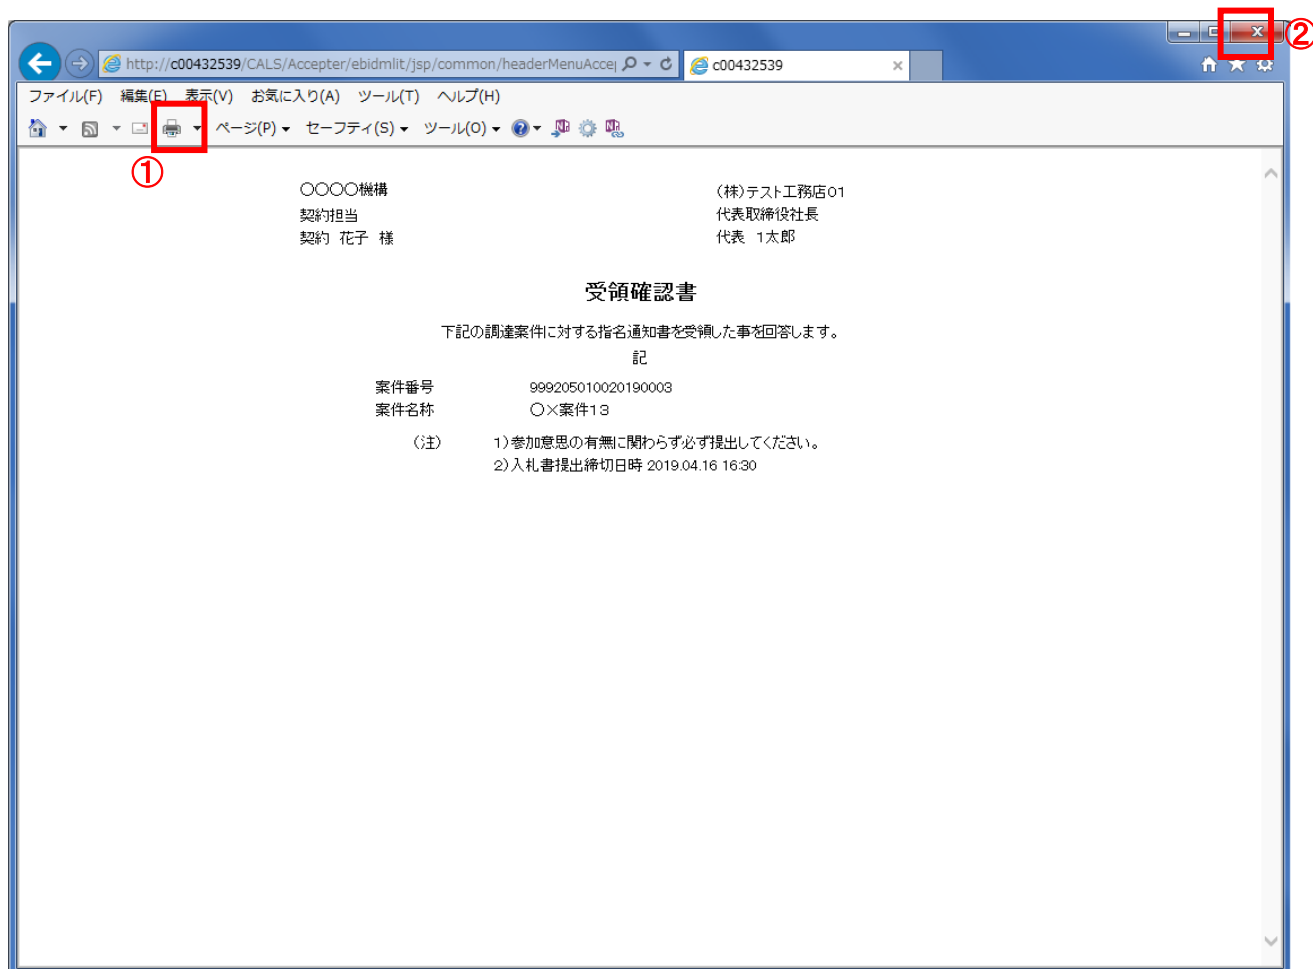 ②
http://c00432539/CALS/Accepter/ebidmlit/jsp/common/headerMenuAccep
c00432539
ファイル(F) 編集(E) 表示(V) お気に入り(A) ツール(T) ヘルプ(H)
ページ(P) セーフティ(S) ツール(O)
①
〇〇〇〇機構
(株)テスト工務店01
契約担当
代表取締役社長
契約 花子 様
代表 1太郎
受領確認書
下記の調達案件に対する指名通知書を受領した事を回答します。
記
案件番号 999205010020190003
案件名称 〇×案件13
(注) 1)参加意思の有無に関わらず必ず提出してください。
2)入札書提出締切日時 2019.04.16 16:30